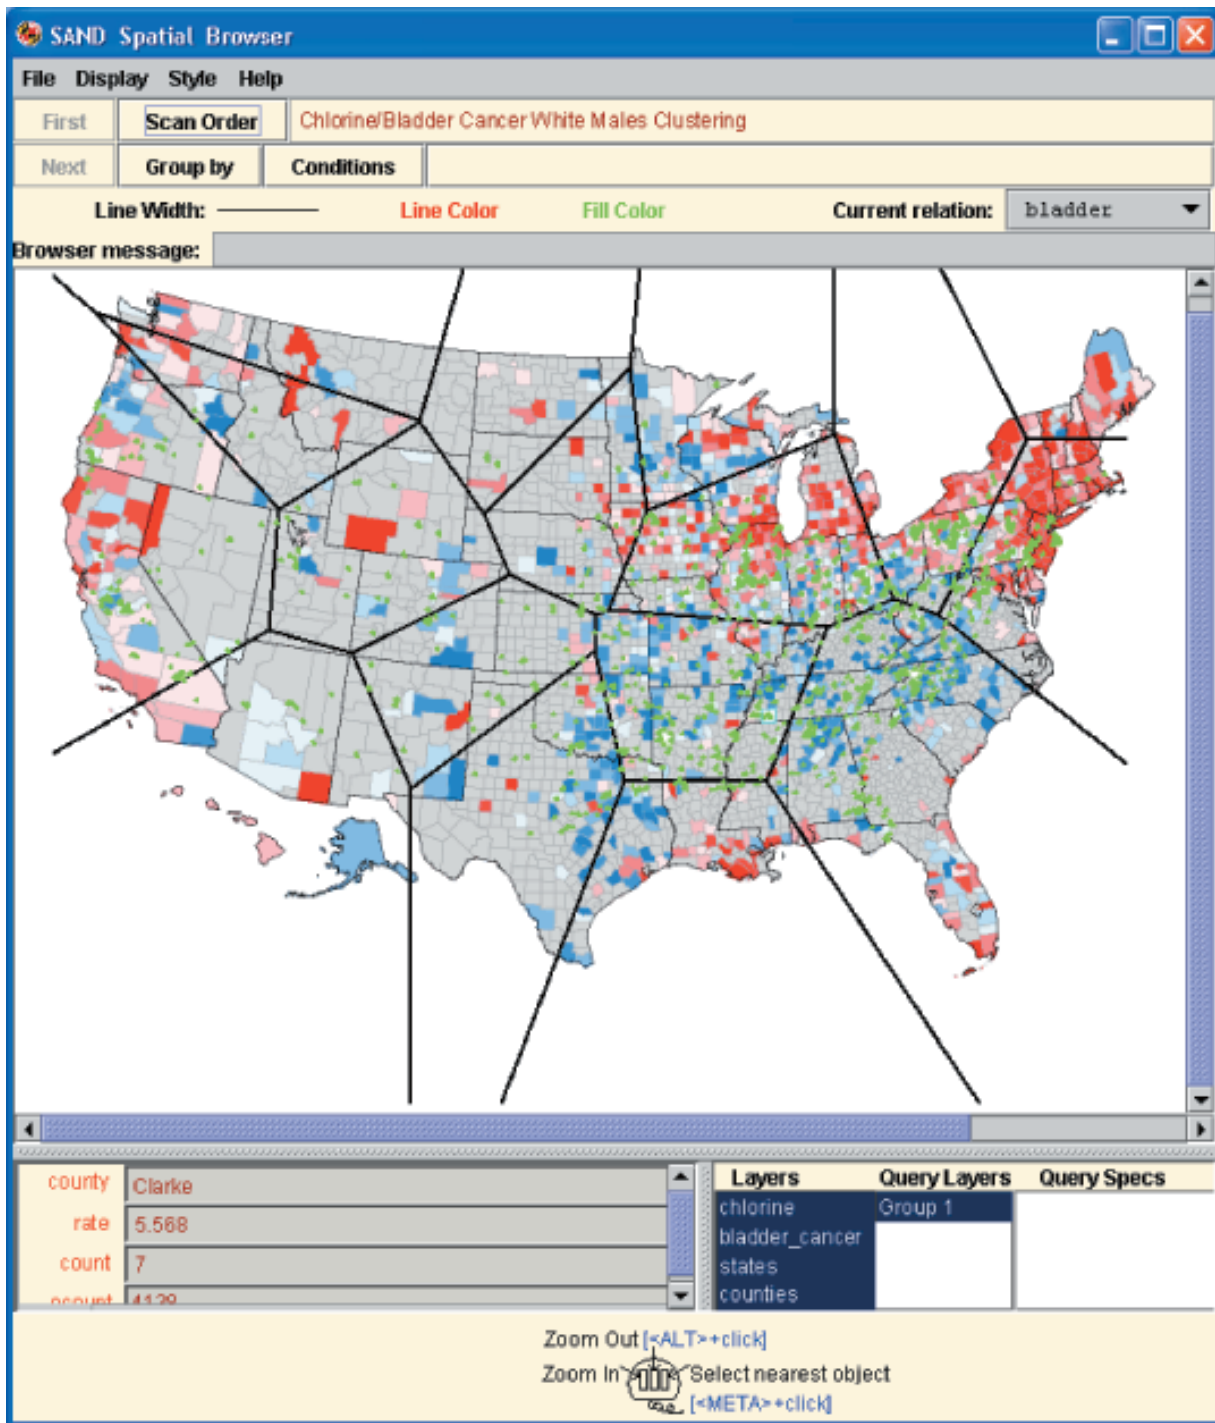 SAND Spatial Browser
File Display Style Help
First Scan Order Chlorine/Bladder Cancer White Males Clustering
Next Group by Conditions
Line Width: Line Color Fill Color Current relation: bladder
Browser message:
county Clarke
rate 5.568
count 7
pcount 4129
Layers Query Layers Query Specs
chlorine Group 1
bladder_cancer
states
counties
Zoom Out [<ALT>+click]
Zoom In Select nearest object
[<META>+click]